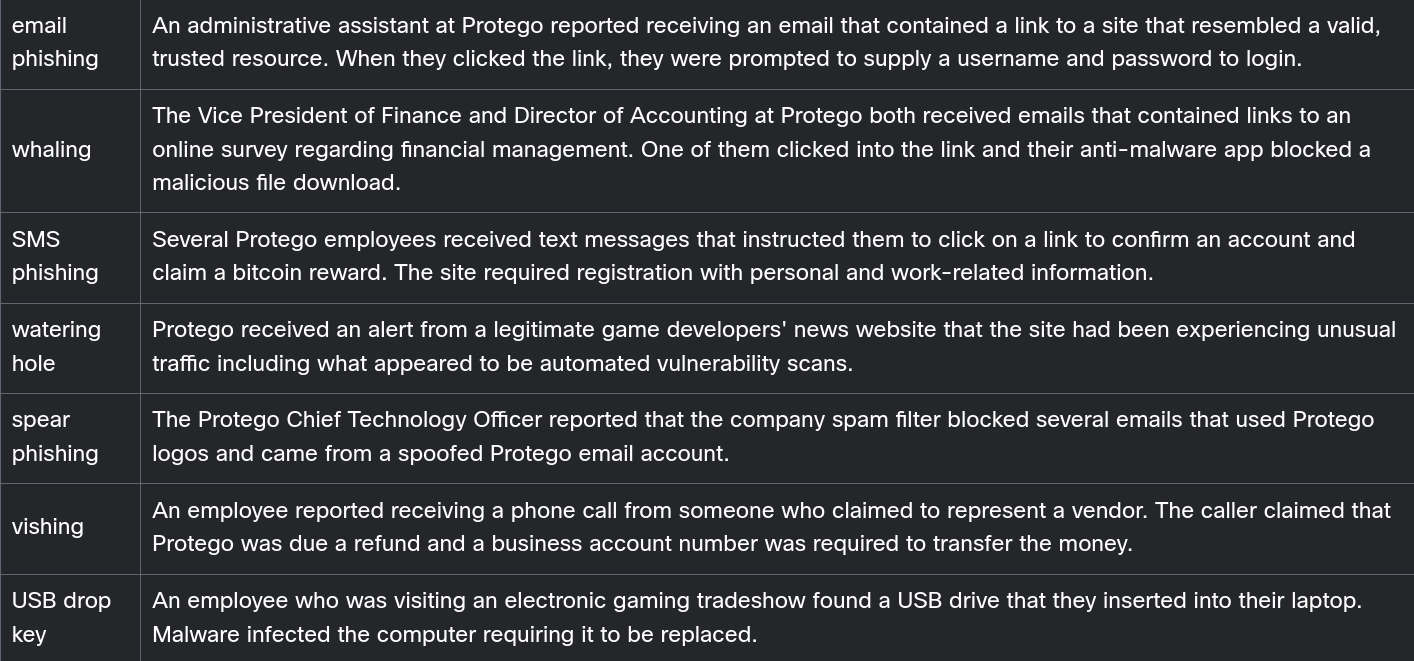 email
phishing
An administrative assistant at Protego reported receiving an email that contained a link to a site that resembled a valid,
trusted resource. When they clicked the link, they were prompted to supply a username and password to login.
whaling
The Vice President of Finance and Director of Accounting at Protego both received emails that contained links to an
online survey regarding financial management. One of them clicked into the link and their anti-malware app blocked a
malicious file download.
SMS
phishing
Several Protego employees received text messages that instructed them to click on a link to confirm an account and
claim a bitcoin reward. The site required registration with personal and work-related information.
watering
hole
Protego received an alert from a legitimate game developers' news website that the site had been experiencing unusual
traffic including what appeared to be automated vulnerability scans.
spear
phishing
The Protego Chief Technology Officer reported that the company spam filter blocked several emails that used Protego
logos and came from a spoofed Protego email account.
vishing
An employee reported receiving a phone call from someone who claimed to represent a vendor. The caller claimed that
Protego was due a refund and a business account number was required to transfer the money.
USB drop
key
An employee who was visiting an electronic gaming tradeshow found a USB drive that they inserted into their laptop.
Malware infected the computer requiring it to be replaced.